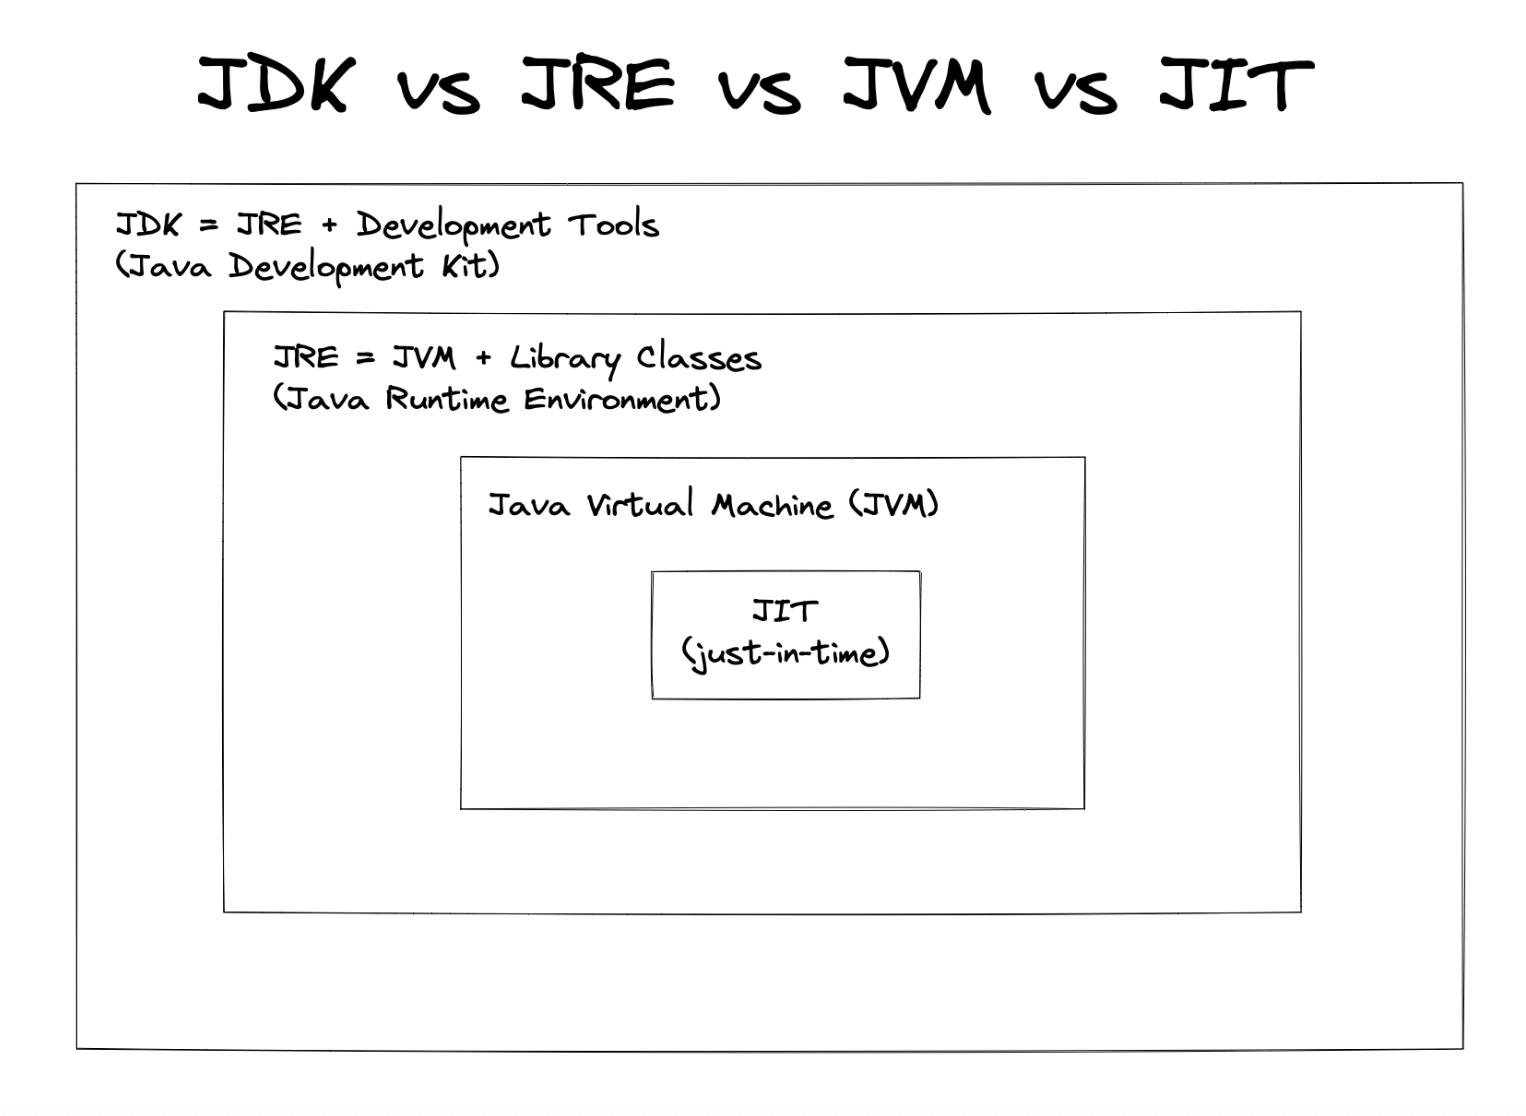 JDK vs JRE vs JVM vs JIT
JDK = JRE + Development Tools
(Java Development Kit)
JRE = JVM + Library Classes
(Java Runtime Environment)
Java Virtual Machine (JVM)
JIT
(just-in-time)